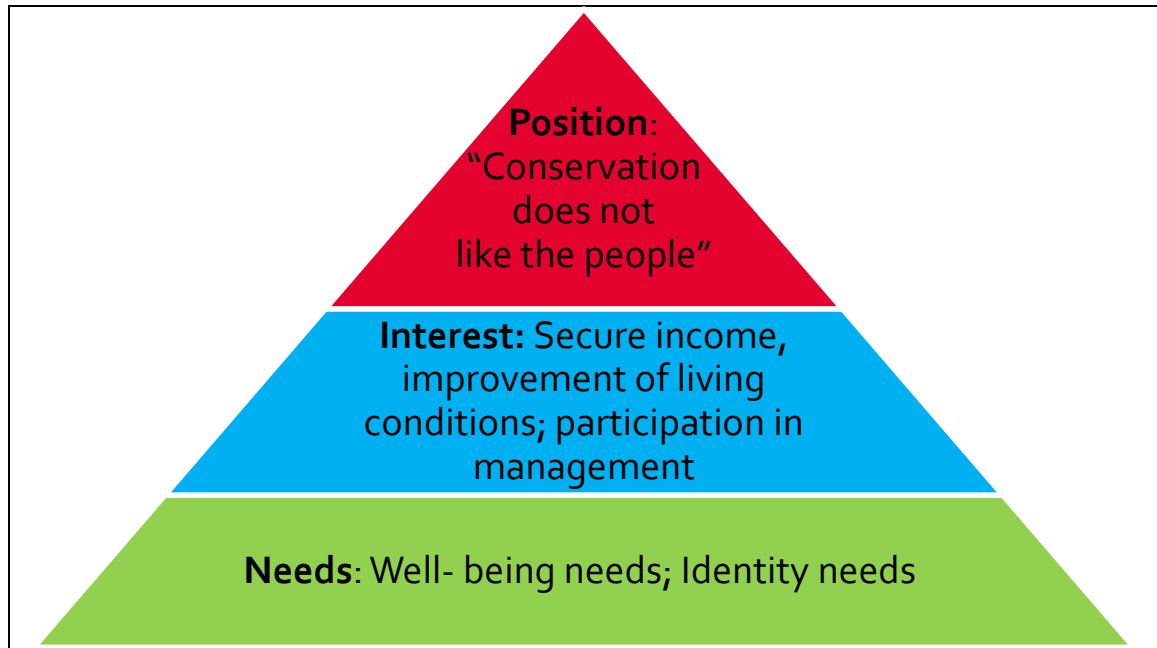 Position:
“Conservation
does not
like the people”
Interest: Secure income,
improvement of living
conditions; participation in
management
Needs: Well- being needs; Identity needs